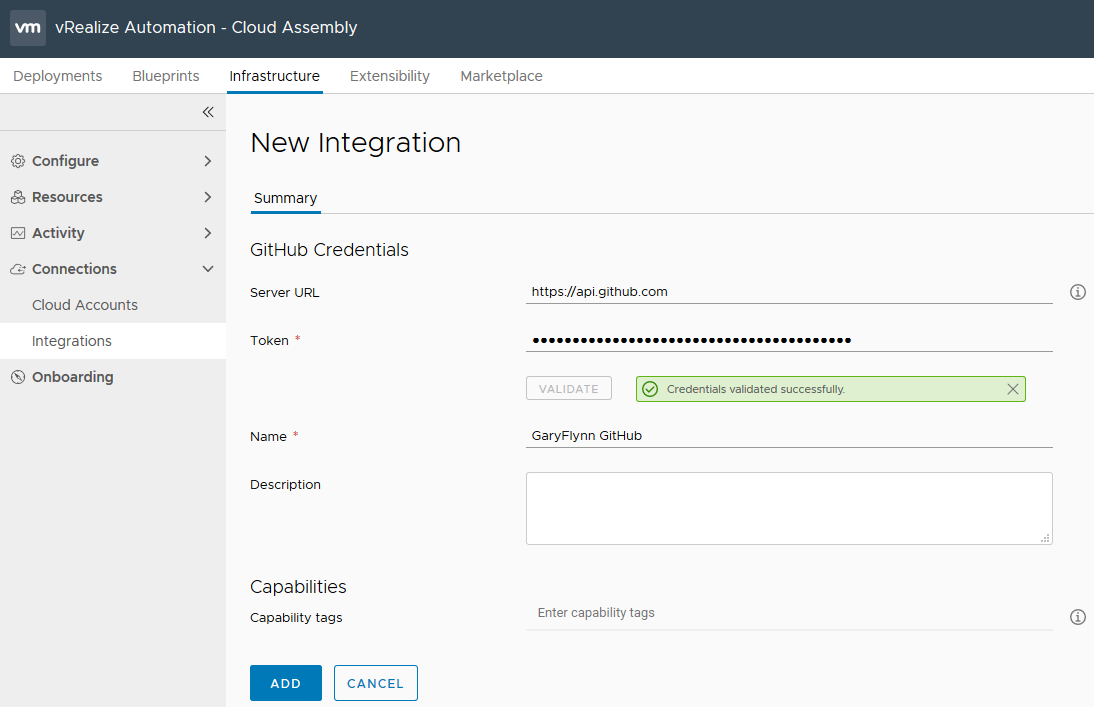 vm vRealize Automation - Cloud Assembly
Deployments Blueprints Infrastructure Extensibility Marketplace
Configure
Resources
Activity
Connections
Cloud Accounts
Integrations
Onboarding
New Integration
Summary
GitHub Credentials
Server URL https://api.github.com
Token * ••••••••••••••••••••••••••••••••••••••••
VALIDATE Credentials validated successfully.
Name * GaryFlynn GitHub
Description
Capabilities
Capability tags Enter capability tags
ADD CANCEL